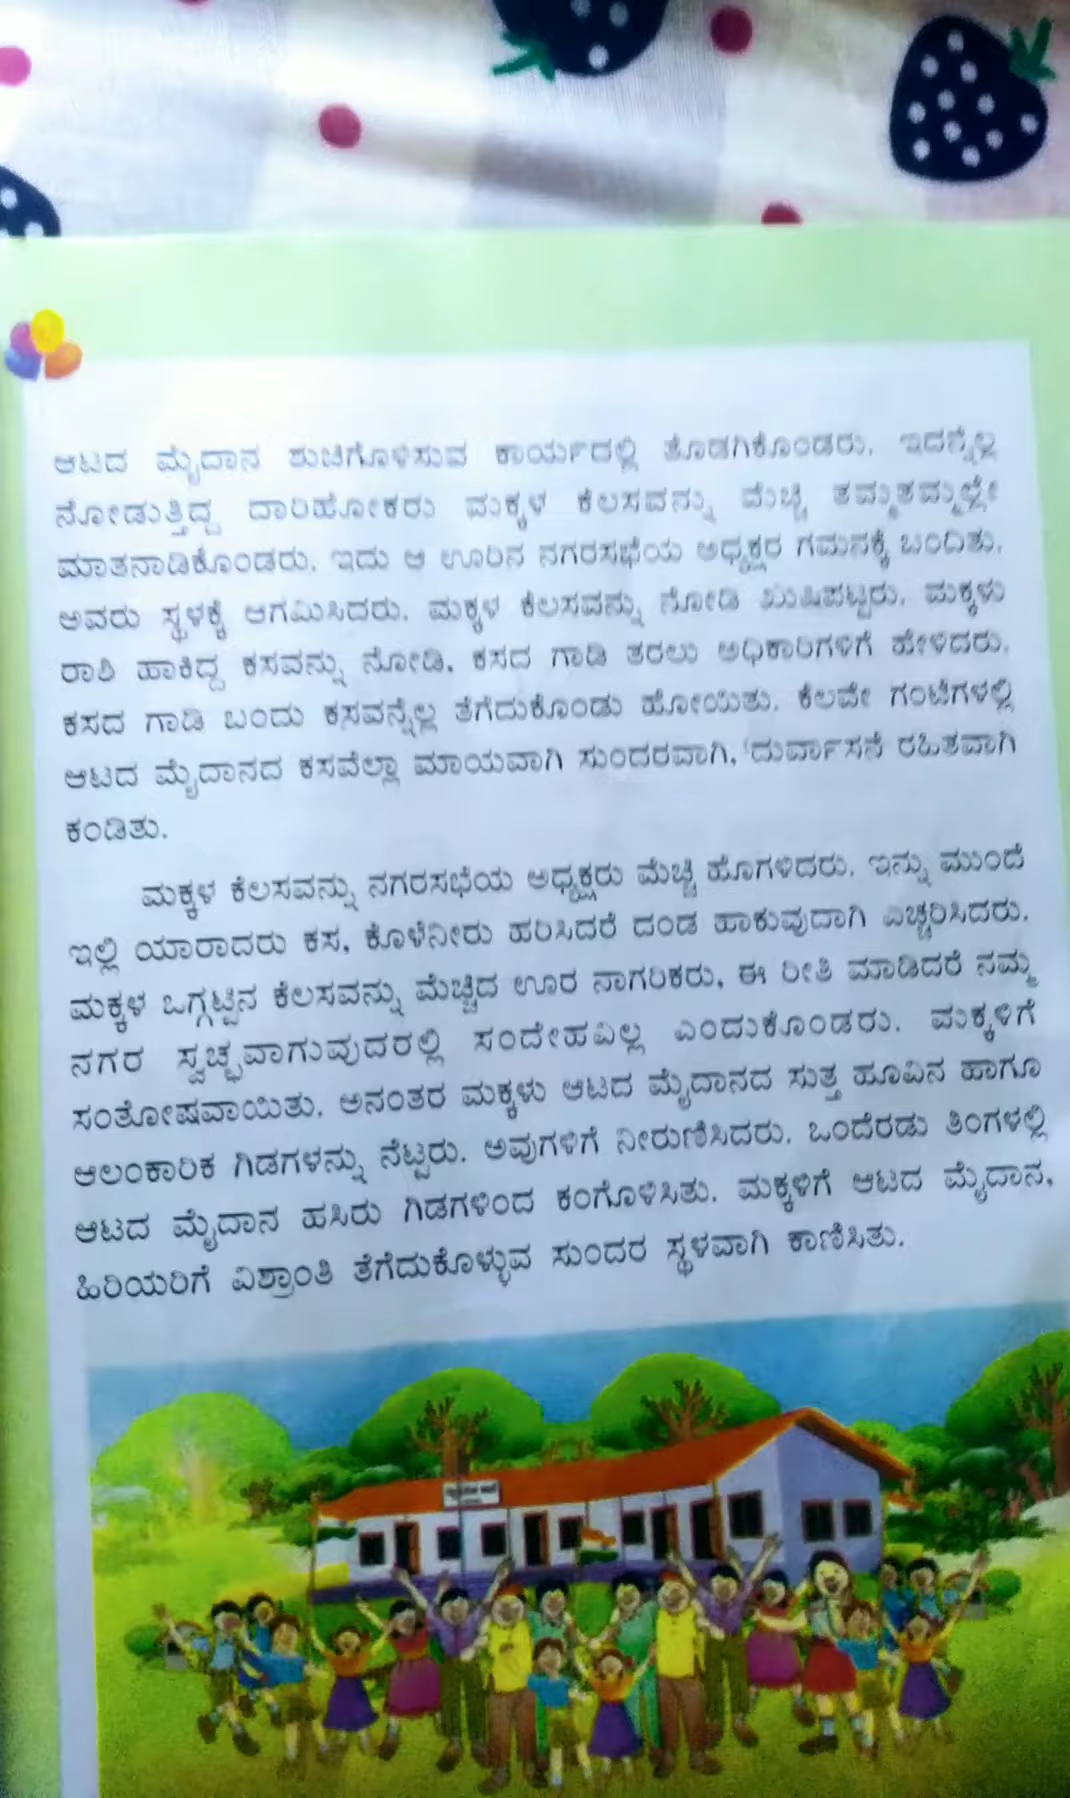 ಆಟದ ಮೈದಾನ ಶುಚಿಗೊಳಿಸುವ ಕಾರ್ಯದಲ್ಲಿ ತೊಡಗಿಕೊಂಡರು. ಇದನ್ನೆಲ್ಲ
ನೋಡುತ್ತಿದ್ದ ದಾರಿಹೋಕರು ಮಕ್ಕಳ ಕೆಲಸವನ್ನು ಮೆಚ್ಚಿ ತಮ್ಮತಮ್ಮಲ್ಲೇ
ಮಾತನಾಡಿಕೊಂಡರು. ಇದು ಆ ಊರಿನ ನಗರಸಭೆಯ ಅಧ್ಯಕ್ಷರ ಗಮನಕ್ಕೆ ಬಂದಿತು.
ಅವರು ಸ್ಥಳಕ್ಕೆ ಆಗಮಿಸಿದರು. ಮಕ್ಕಳ ಕೆಲಸವನ್ನು ನೋಡಿ ಖುಷಿಪಟ್ಟರು. ಮಕ್ಕಳು
ರಾಶಿ ಹಾಕಿದ್ದ ಕಸವನ್ನು ನೋಡಿ, ಕಸದ ಗಾಡಿ ತರಲು ಅಧಿಕಾರಿಗಳಿಗೆ ಹೇಳಿದರು.
ಕಸದ ಗಾಡಿ ಬಂದು ಕಸವನ್ನೆಲ್ಲ ತೆಗೆದುಕೊಂಡು ಹೋಯಿತು. ಕೆಲವೇ ಗಂಟೆಗಳಲ್ಲಿ
ಆಟದ ಮೈದಾನದ ಕಸವೆಲ್ಲಾ ಮಾಯವಾಗಿ ಸುಂದರವಾಗಿ, ದುರ್ವಾಸನೆ ರಹಿತವಾಗಿ
ಕಂಡಿತು.
ಮಕ್ಕಳ ಕೆಲಸವನ್ನು ನಗರಸಭೆಯ ಅಧ್ಯಕ್ಷರು ಮೆಚ್ಚಿ ಹೊಗಳಿದರು. ಇನ್ನು ಮುಂದೆ
ಇಲ್ಲಿ ಯಾರಾದರು ಕಸ, ಕೊಳೆನೀರು ಹರಿಸಿದರೆ ದಂಡ ಹಾಕುವುದಾಗಿ ಎಚ್ಚರಿಸಿದರು.
ಮಕ್ಕಳ ಒಗ್ಗಟ್ಟಿನ ಕೆಲಸವನ್ನು ಮೆಚ್ಚಿದ ಊರ ನಾಗರಿಕರು, ಈ ರೀತಿ ಮಾಡಿದರೆ ನಮ್ಮ
ನಗರ ಸ್ವಚ್ಛವಾಗುವುದರಲ್ಲಿ ಸಂದೇಹವಿಲ್ಲ ಎಂದುಕೊಂಡರು. ಮಕ್ಕಳಿಗೆ
ಸಂತೋಷವಾಯಿತು. ಅನಂತರ ಮಕ್ಕಳು ಆಟದ ಮೈದಾನದ ಸುತ್ತ ಹೂವಿನ ಹಾಗೂ
ಆಲಂಕಾರಿಕ ಗಿಡಗಳನ್ನು ನೆಟ್ಟರು. ಅವುಗಳಿಗೆ ನೀರುಣಿಸಿದರು. ಒಂದೆರಡು ತಿಂಗಳಲ್ಲಿ
ಆಟದ ಮೈದಾನ ಹಸಿರು ಗಿಡಗಳಿಂದ ಕಂಗೊಳಿಸಿತು. ಮಕ್ಕಳಿಗೆ ಆಟದ ಮೈದಾನ,
ಹಿರಿಯರಿಗೆ ವಿಶ್ರಾಂತಿ ತೆಗೆದುಕೊಳ್ಳುವ ಸುಂದರ ಸ್ಥಳವಾಗಿ ಕಾಣಿಸಿತು.